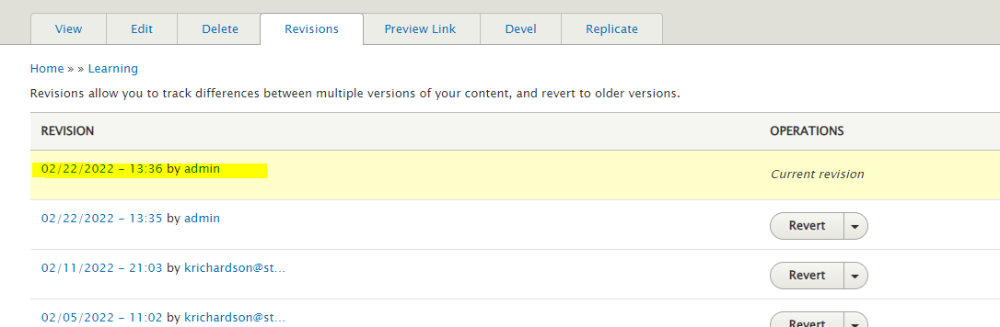 View Edit Delete Revisions Preview Link Devel Replicate
Home » » Learning
Revisions allow you to track differences between multiple versions of your content, and revert to older versions.
REVISION OPERATIONS
02/22/2022 - 13:36 by admin Current revision
02/22/2022 - 13:35 by admin Revert
02/11/2022 - 21:03 by krichardson@st... Revert
02/05/2022 - 11:02 by krichardson@st... Revert